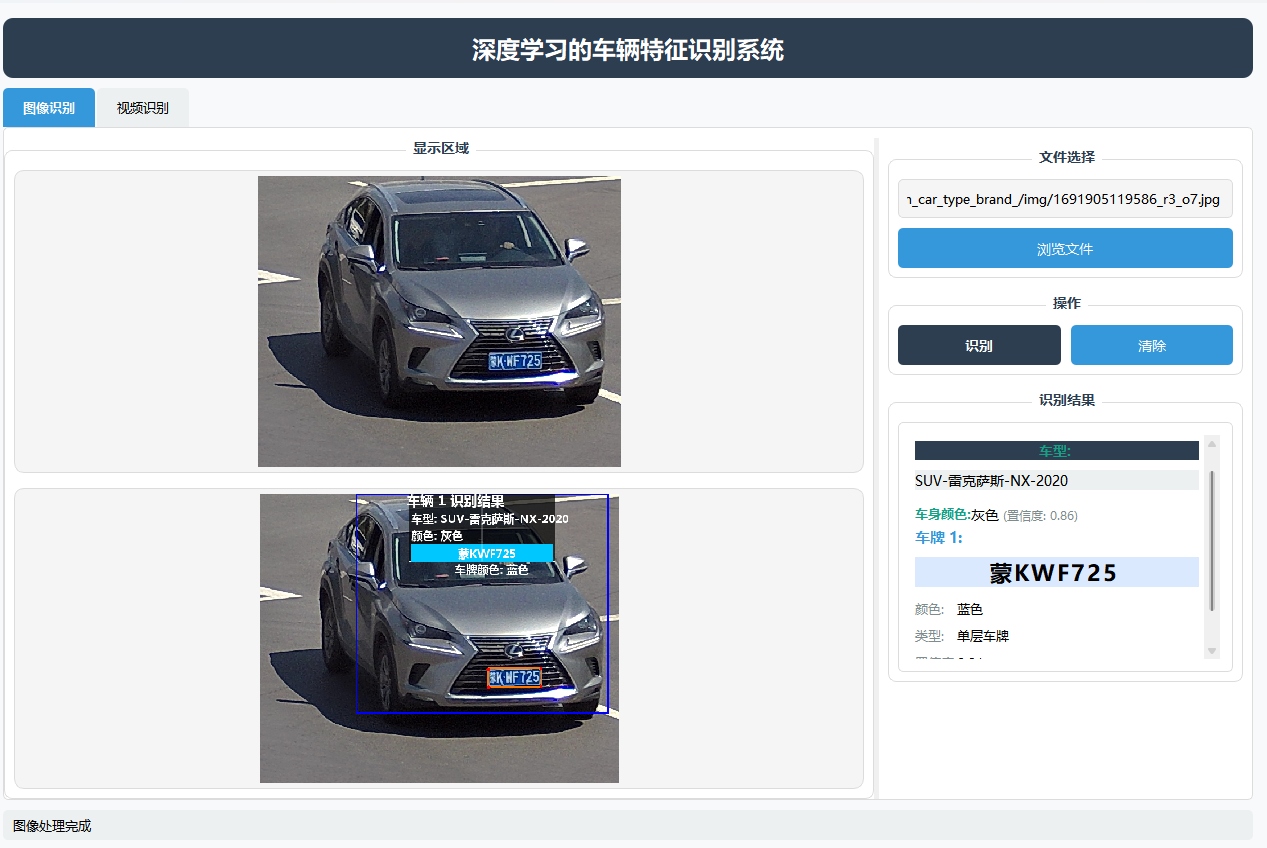 深度学习的车辆特征识别系统
图像识别
视频识别
显示区域
蒙K·WF725
车辆 1 识别结果
车型: SUV-雷克萨斯-NX-2020
颜色: 灰色
蒙KWF725
车牌颜色: 蓝色
蒙K·WF725
文件选择
_car_type_brand_/img/1691905119586_r3_o7.jpg
浏览文件
操作
识别
清除
识别结果
车型:
SUV-雷克萨斯-NX-2020
车身颜色:灰色 (置信度: 0.86)
车牌 1:
蒙KWF725
颜色: 蓝色
类型: 单层车牌
图像处理完成